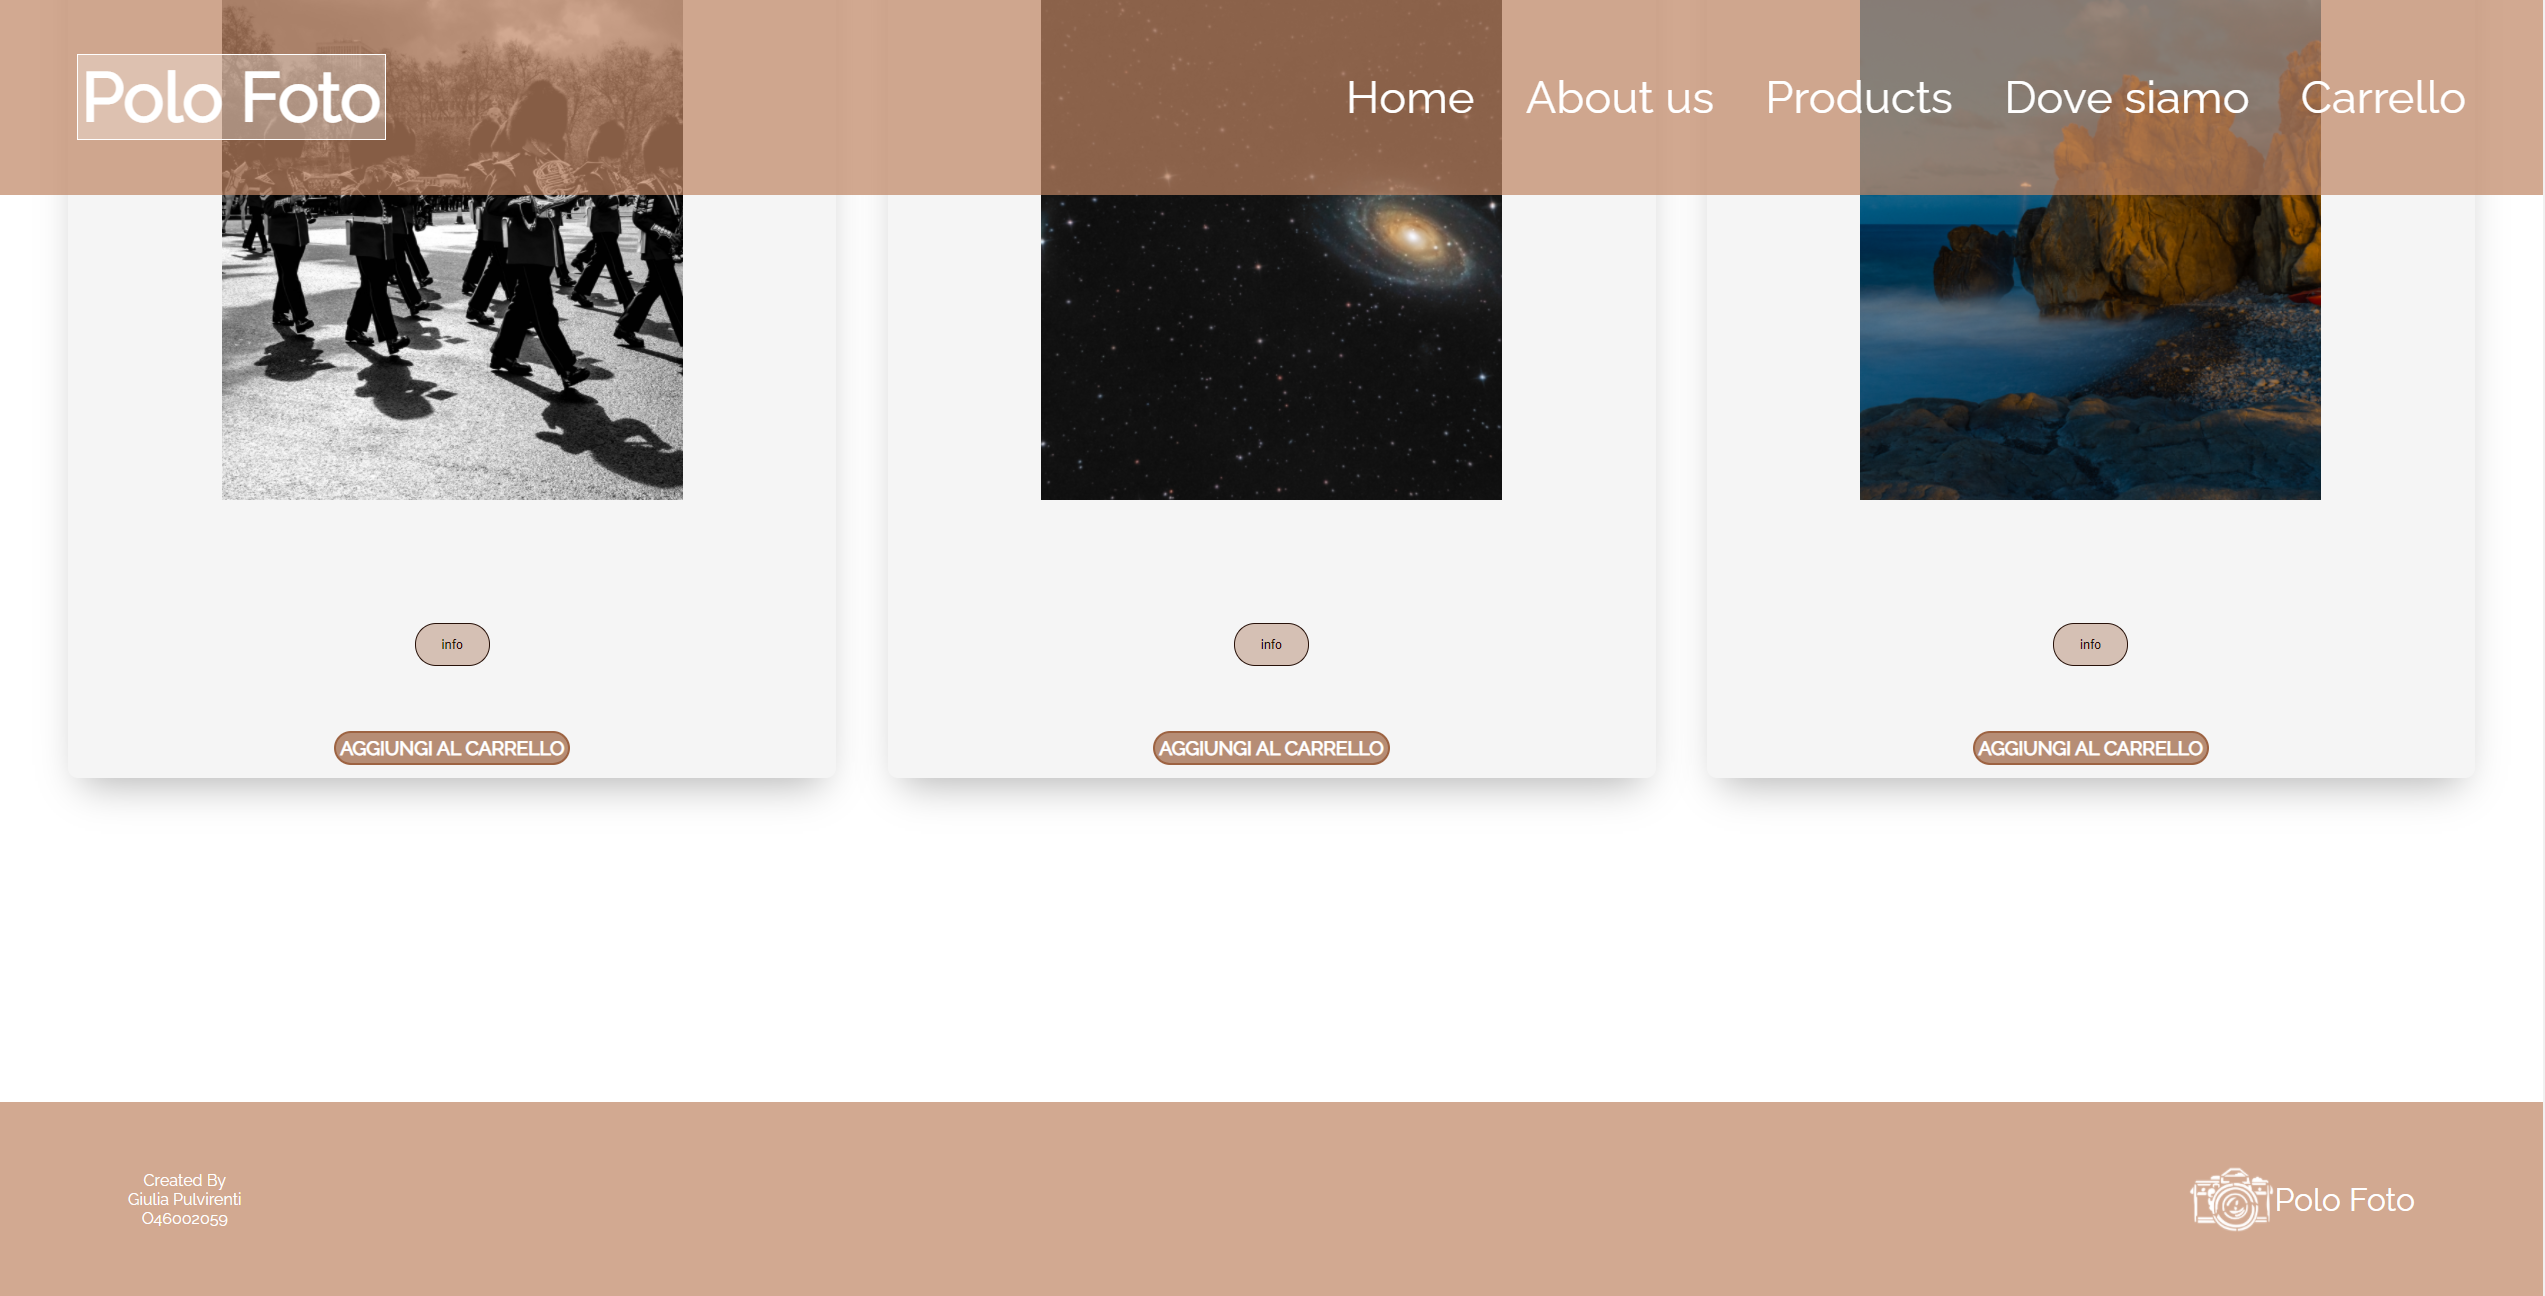 Polo Foto
Home About us Products Dove siamo Carrello
info info info
AGGIUNGI AL CARRELLO AGGIUNGI AL CARRELLO AGGIUNGI AL CARRELLO
Created By
Giulia Pulvirenti
O46002059
Polo Foto